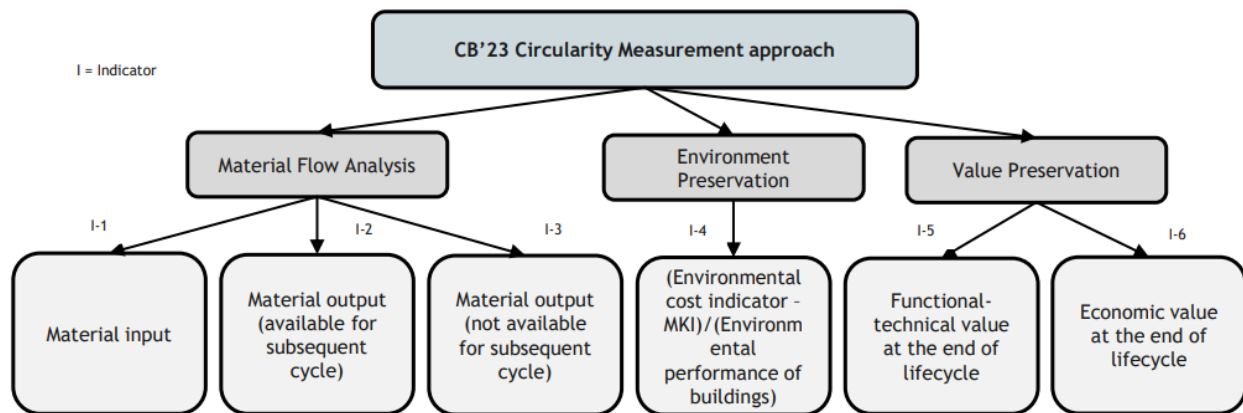 CB’23 Circularity Measurement approach
I = Indicator
Material Flow Analysis
Environment
Preservation
Value Preservation
I-1
I-2
I-3
I-4
I-5
I-6
Material input
Material output
(available for
subsequent
cycle)
Material output
(not available
for subsequent
cycle)
(Environmental
cost indicator –
MKI)/(Environm
ental
performance of
buildings)
Functional-
technical value
at the end of
lifecycle
Economic value
at the end of
lifecycle